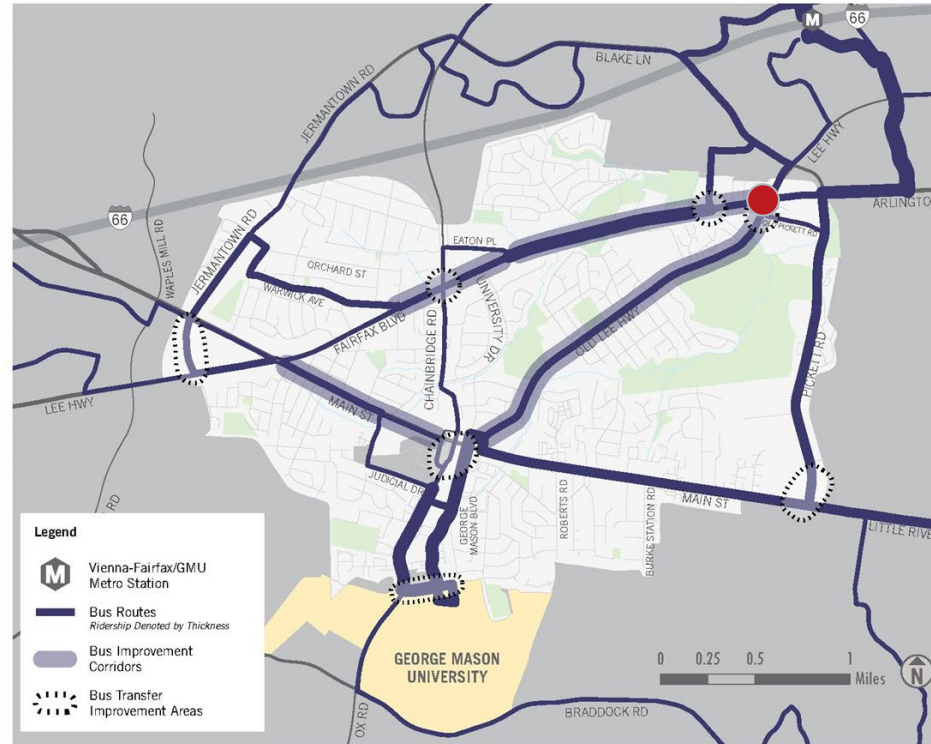 66
M
66
BLAKE LN
JERMANTOWN RD
LEE HWY
66
WAPLES MILL RD
JERMANTOWN RD
ARLINGTO
OLD PICKETT RD
EATON PL
ORCHARD ST
WARWICK AVE
UNIVERSITY DR
FAIRFAX BLVD
CHAINBRIDGE RD
OLD LEE HWY
PICKETT RD
LEE HWY
MAIN ST
JUDICIAL DR
GEORGE
MASON BLVD
ROBERTS RD
BURKE STATION RD
MAIN ST
LITTLE RIVE
RD
Legend
M
Vienna-Fairfax/GMU
Metro Station
Bus Routes
Ridership Denoted by Thickness
Bus Improvement
Corridors
Bus Transfer
Improvement Areas
GEORGE MASON
UNIVERSITY
0 0.25 0.5 1
Miles
N
OX RD
BRADDOCK RD